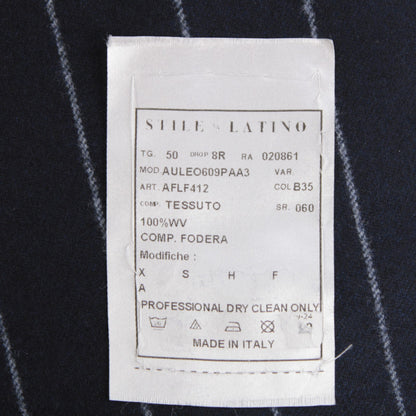 STILE LATINO
TG. 50 DROP 8R RA 020861
MOD. AULEO609PAA3 VAR.
ART. AFLF412 COL B35
COMP. TESSUTO SR. 060
100%WV
COMP. FODERA
Modifiche :
X S H F
A
PROFESSIONAL DRY CLEAN ONLY
MADE IN ITALY